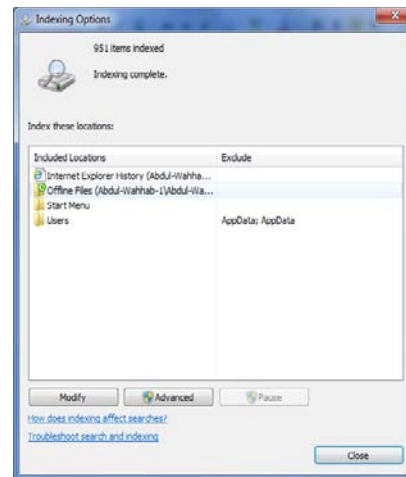 Indexing Options
951 items indexed
Indexing complete.
Index these locations:
Included Locations Exclude
Internet Explorer History (Abdul-Wahha...
Offline Files (Abdul-Wahhab-1\Abdul-Wa...
Start Menu
Users AppData; AppData
Modify Advanced Pause
How does indexing affect searches?
Troubleshoot search and indexing
Close